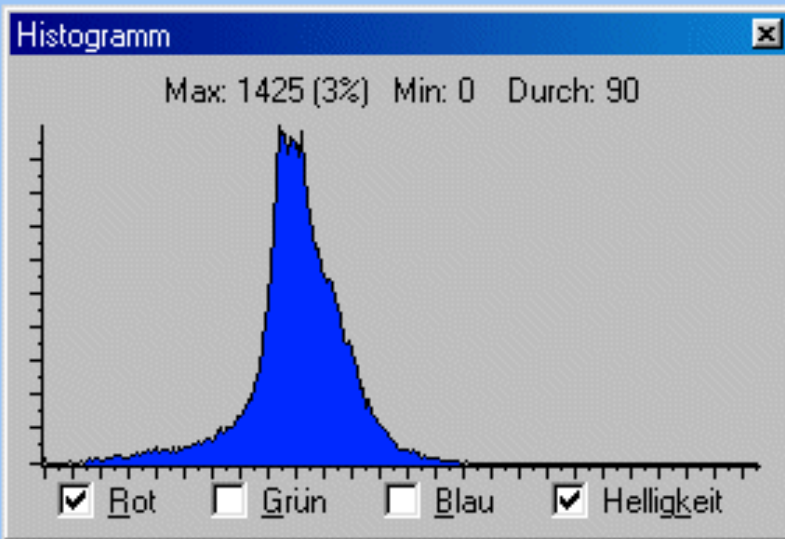 Histogramm
Max: 1425 (3%) Min: 0 Durch: 90
Rot Grün Blau Helligkeit